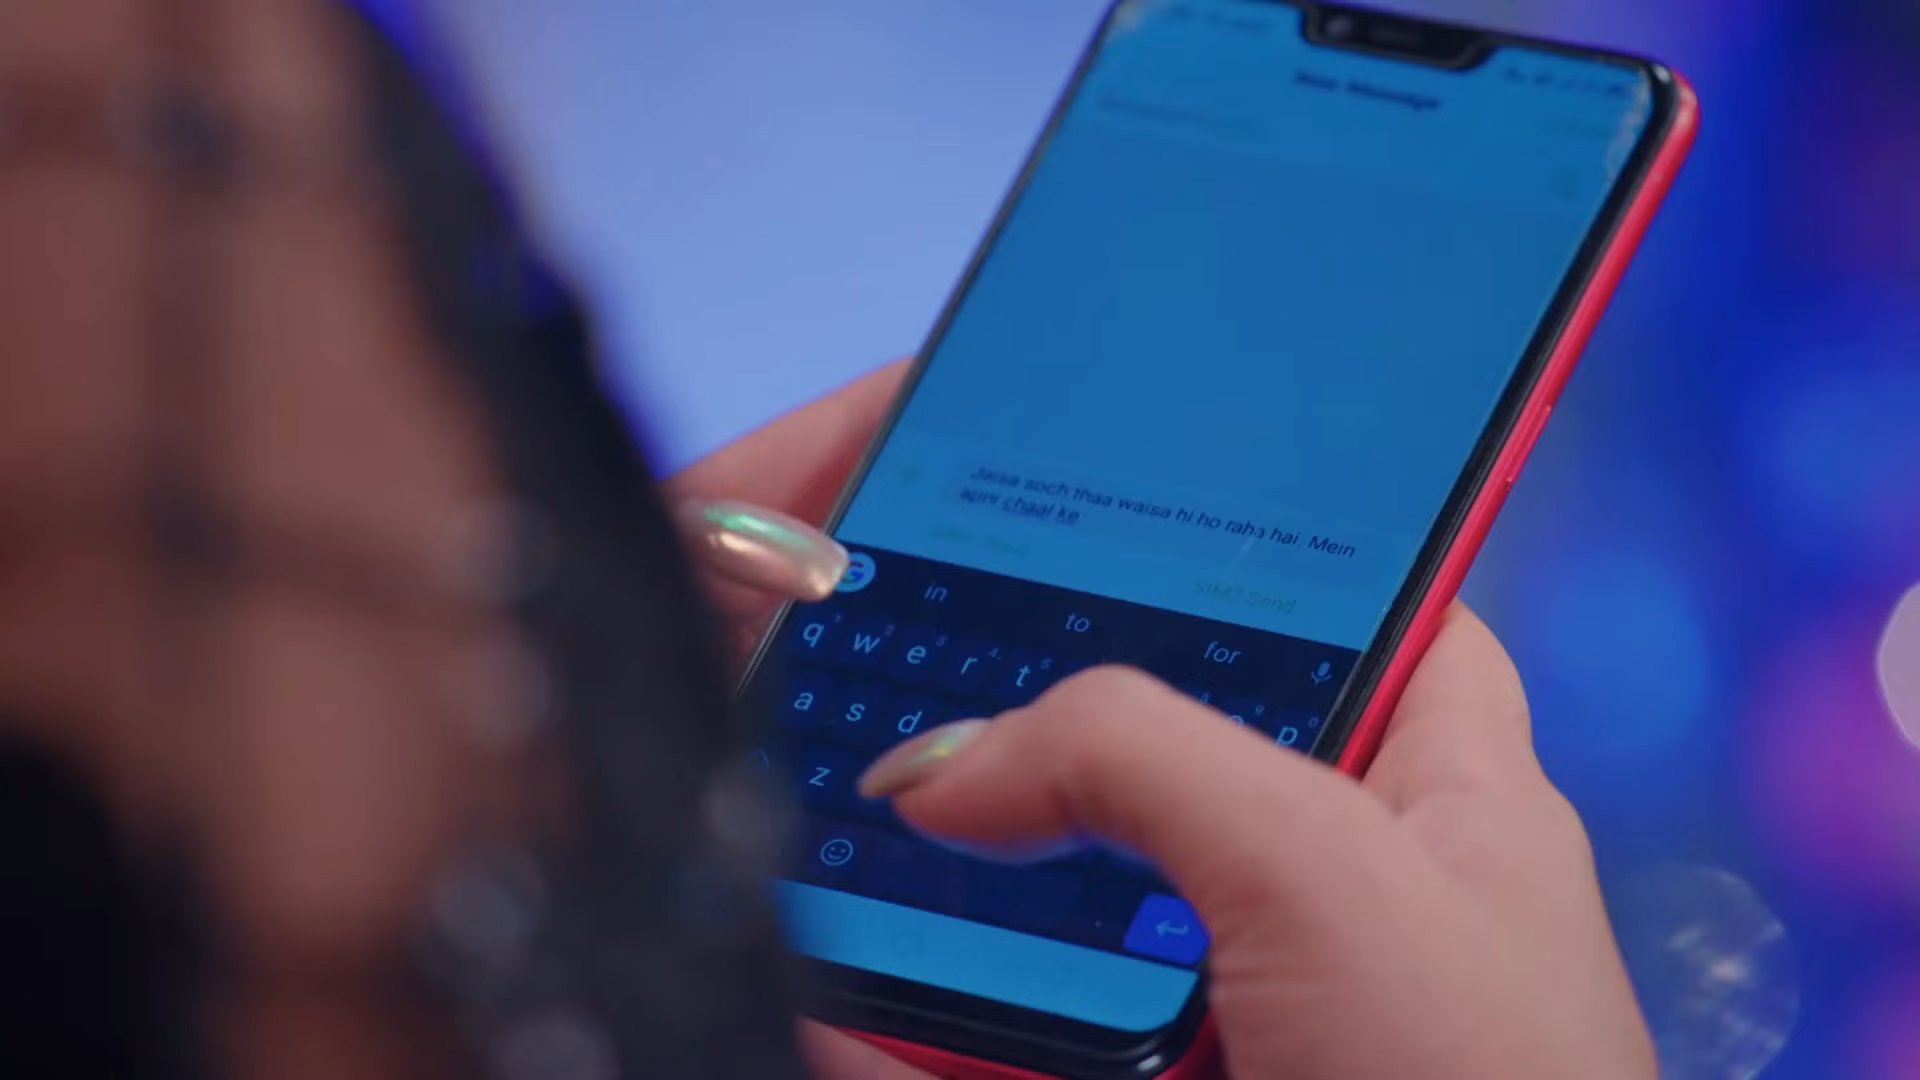 New Message
Jaisa soch thaa waisa hi ho raha hai. Mein
apni chaal ke
SIM2 Send
G
in to for
q w e r t p
a s d
z